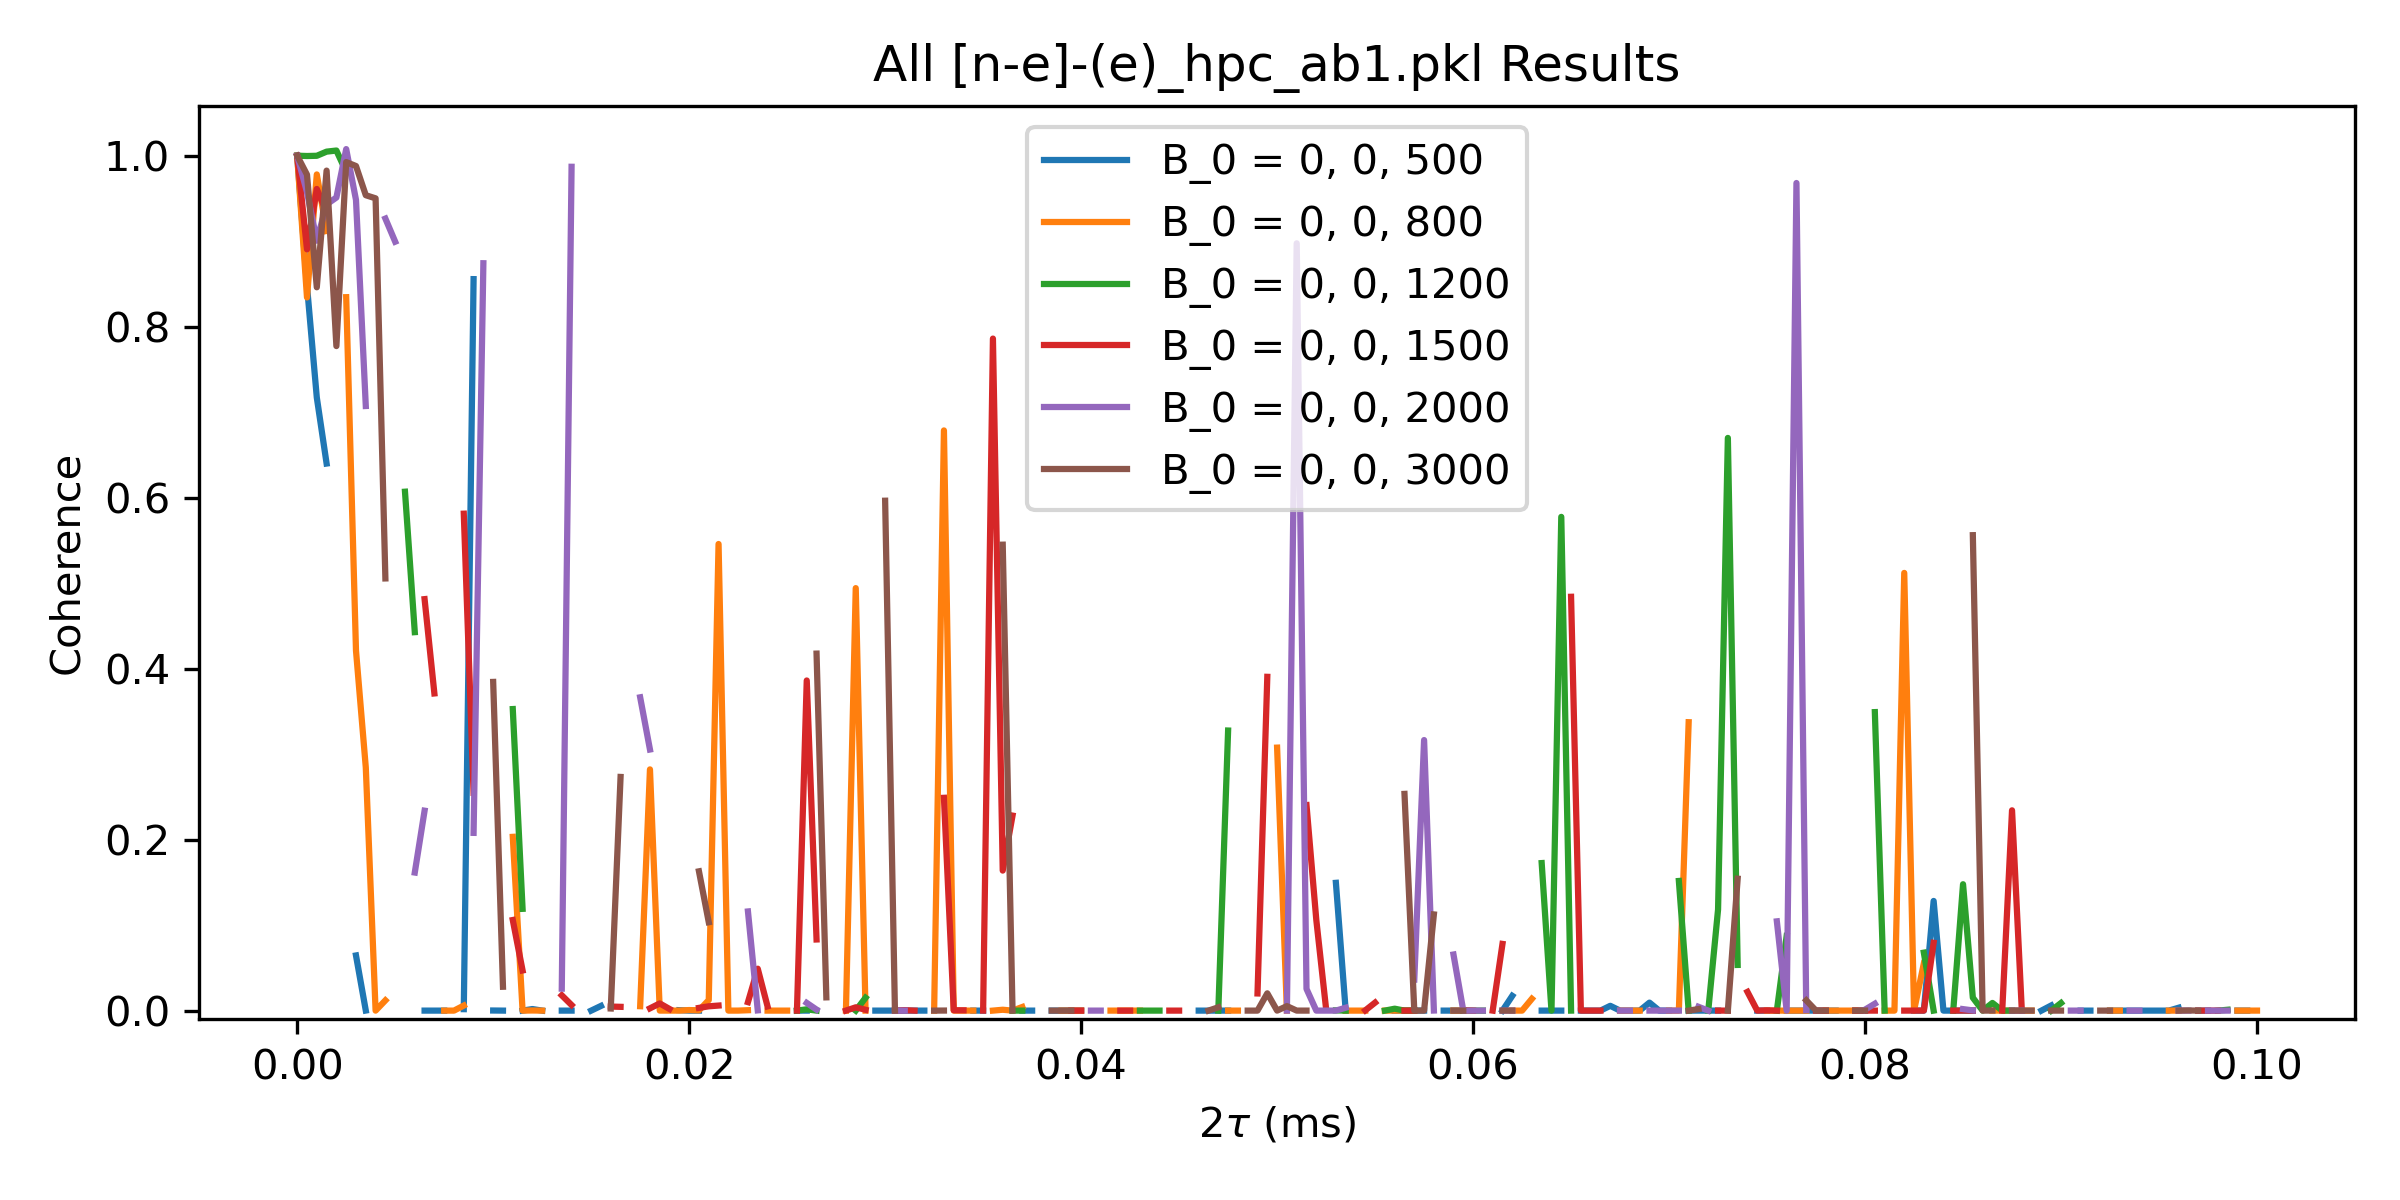 All [n-e]-(e)_hpc_ab1.pkl Results
Coherence
1.0
0.8
0.6
0.4
0.2
0.0
B_0 = 0, 0, 500
B_0 = 0, 0, 800
B_0 = 0, 0, 1200
B_0 = 0, 0, 1500
B_0 = 0, 0, 2000
B_0 = 0, 0, 3000
0.00 0.02 0.04 0.06 0.08 0.10
2τ (ms)